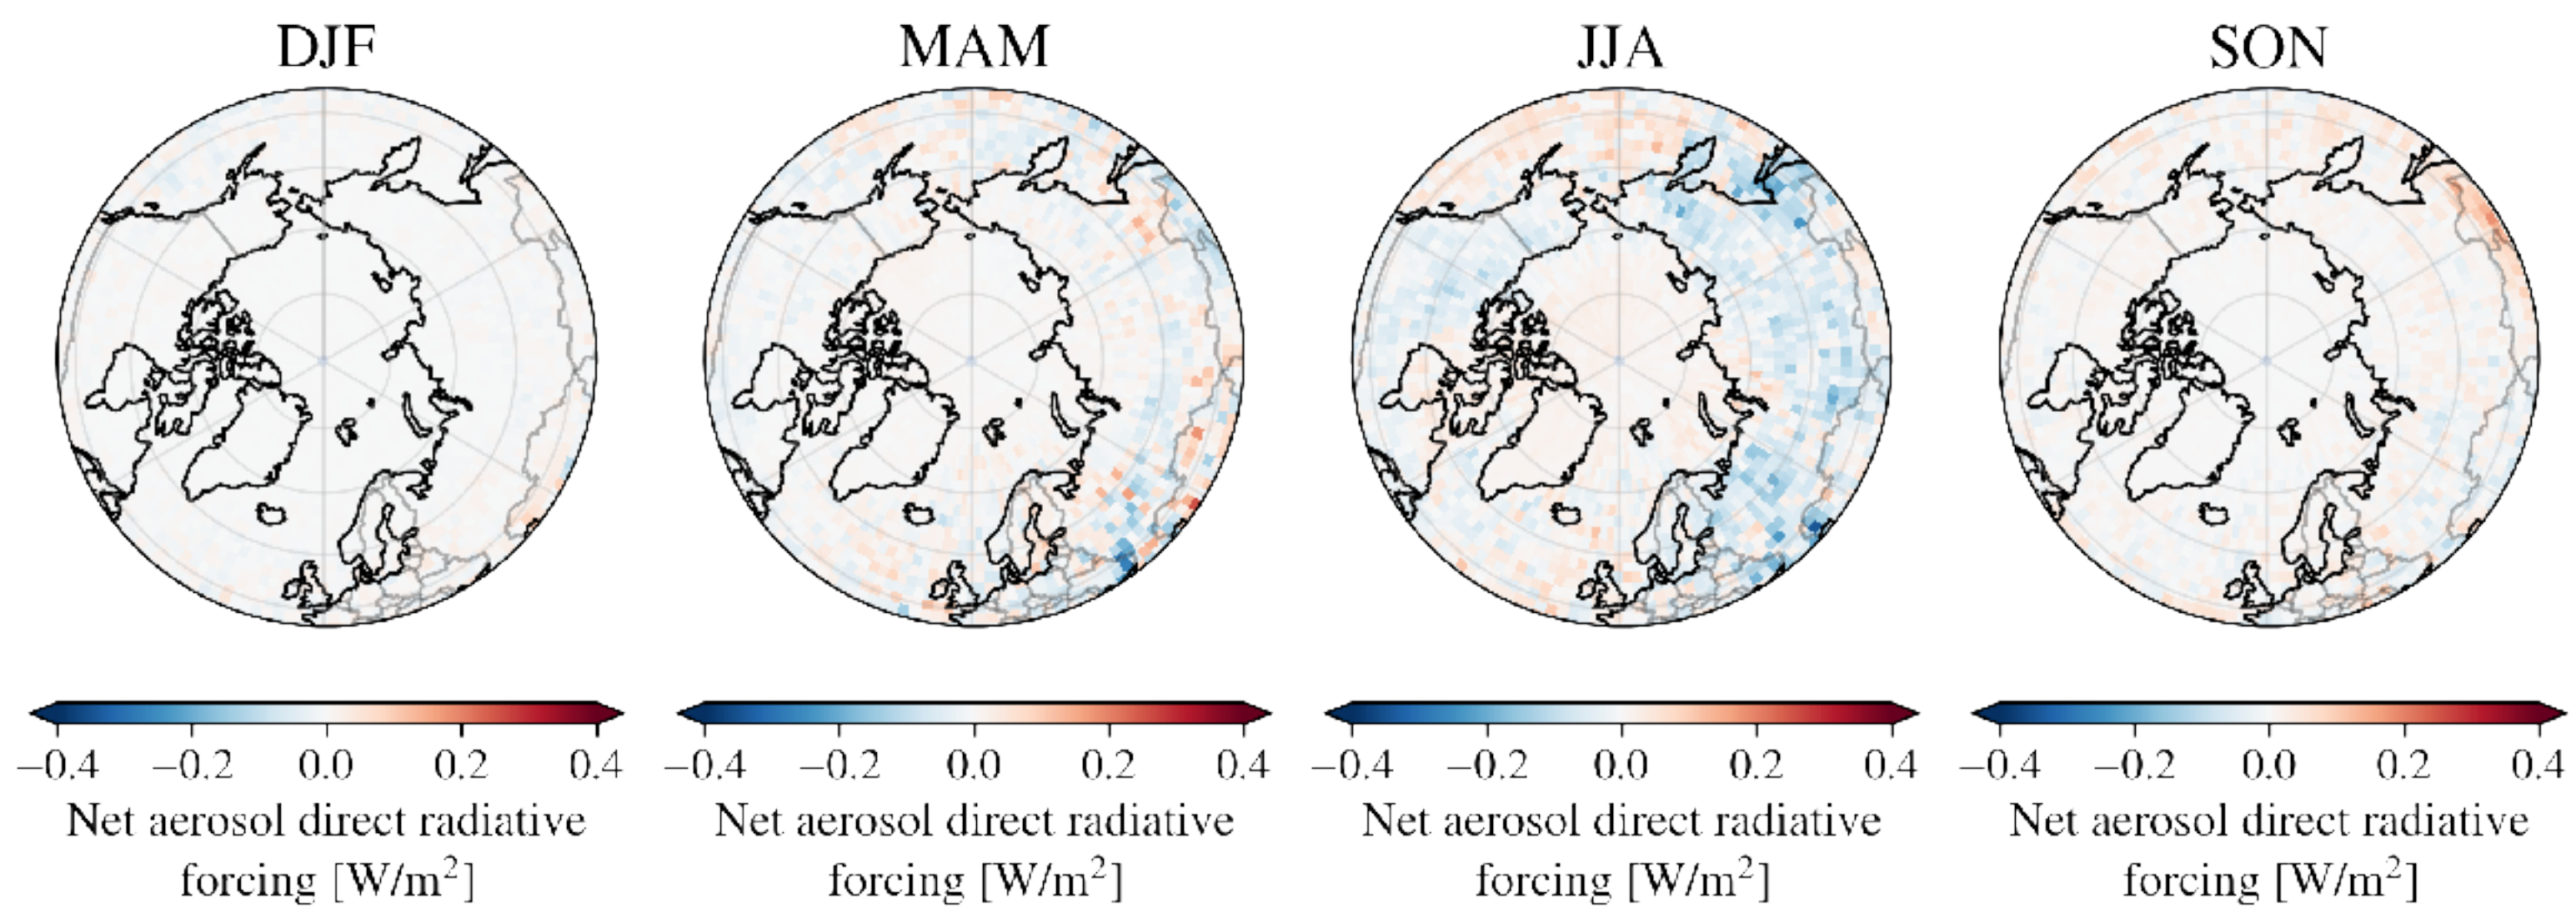 DJF MAM JJA SON
−0.4 −0.2 0.0 0.2 0.4 −0.4 −0.2 0.0 0.2 0.4 −0.4 −0.2 0.0 0.2 0.4 −0.4 −0.2 0.0 0.2 0.4
Net aerosol direct radiative Net aerosol direct radiative Net aerosol direct radiative Net aerosol direct radiative
forcing [W/m²] forcing [W/m²] forcing [W/m²] forcing [W/m²]